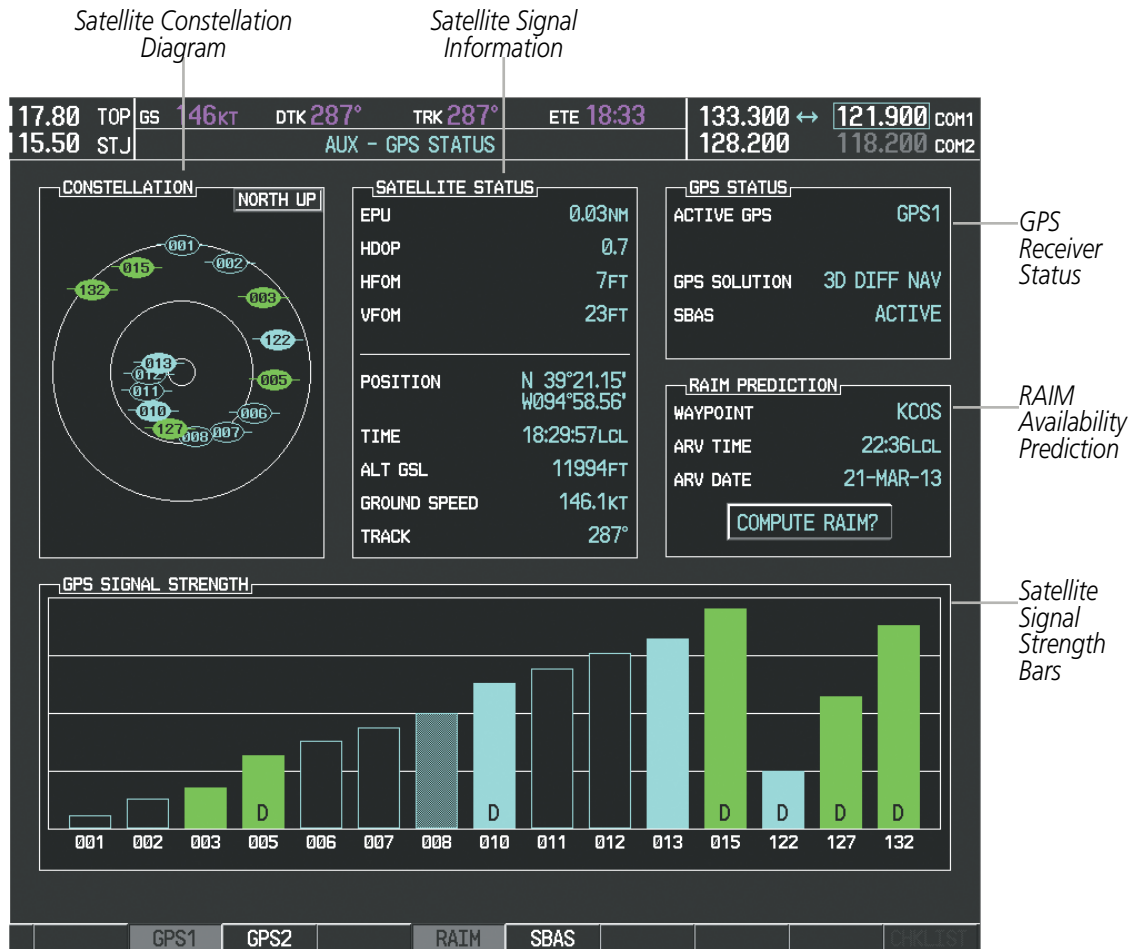 Satellite Constellation
Diagram
Satellite Signal
Information
17.80 TOP GS 146KT DTK 287° TRK 287° ETE 18:33 133.300 ↔ 121.900 COM1
15.50 STJ AUX - GPS STATUS 128.200 118.200 COM2
CONSTELLATION
NORTH UP
001
002
015
132
003
122
013
012
005
011
010
006
127
008
007
SATELLITE STATUS
EPU 0.03NM
HDOP 0.7
HFOM 7FT
VFOM 23FT
POSITION N 39°21.15'
W094°58.56'
TIME 18:29:57LCL
ALT GSL 11994FT
GROUND SPEED 146.1KT
TRACK 287°
GPS STATUS
ACTIVE GPS GPS1
GPS SOLUTION 3D DIFF NAV
SBAS ACTIVE
GPS
Receiver
Status
RAIM PREDICTION
WAYPOINT KCOS
ARV TIME 22:36LCL
ARV DATE 21-MAR-13
COMPUTE RAIM?
RAIM
Availability
Prediction
GPS SIGNAL STRENGTH
D D D D D D
001 002 003 005 006 007 008 010 011 012 013 015 122 127 132
Satellite
Signal
Strength
Bars
GPS1 GPS2 RAIM SBAS CHKLIST